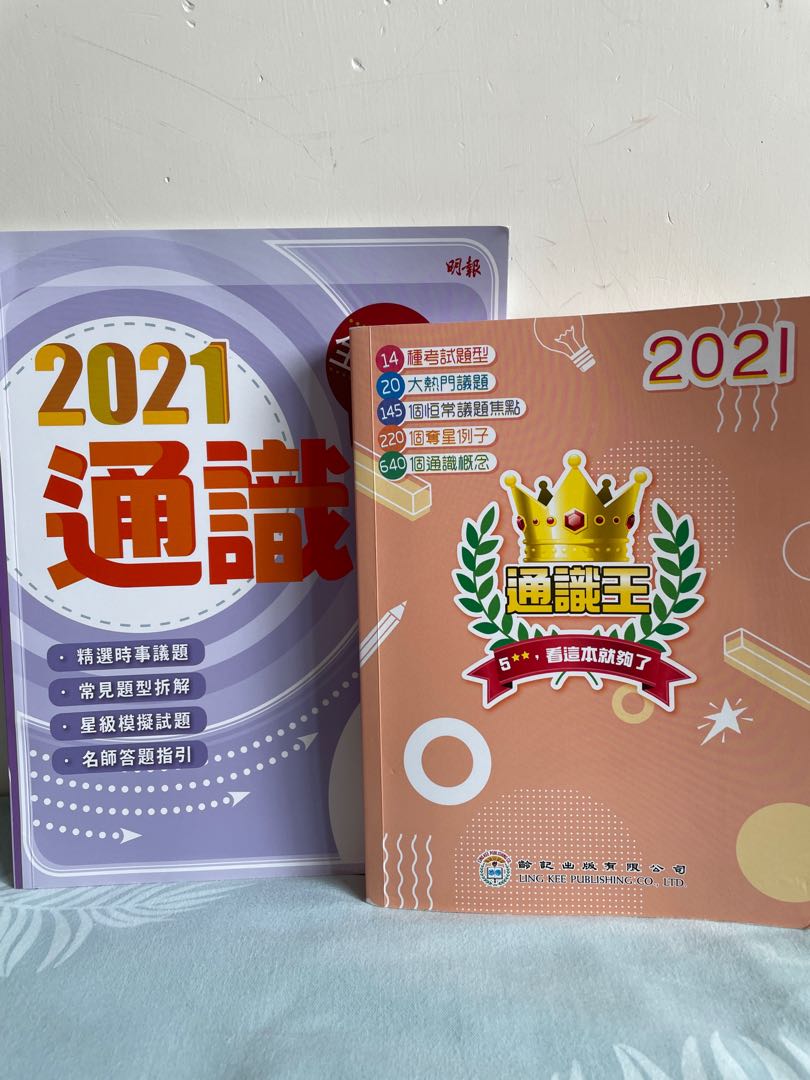 明報
2021
通識
· 精選時事議題
· 常見題型拆解
· 星級模擬試題
· 名師答題指引
2021
14 種考試題型
20 大熱門議題
145 個恒常議題焦點
220 個奪星例子
640 個通識概念
通識王
5★★，看這本就夠了
齡記出版有限公司
LING KEE PUBLISHING CO., LTD.